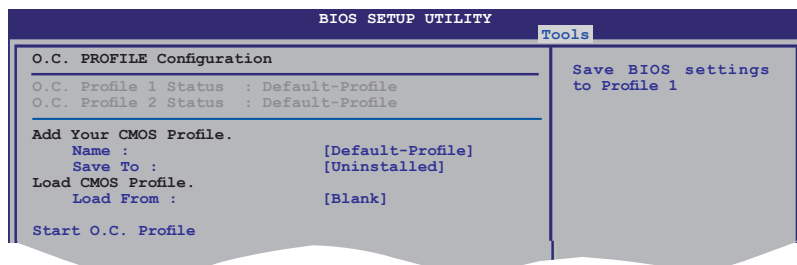 BIOS SETUP UTILITY
Tools
O.C. PROFILE Configuration
O.C. Profile 1 Status : Default-Profile
O.C. Profile 2 Status : Default-Profile
Add Your CMOS Profile.
Name : [Default-Profile]
Save To : [Uninstalled]
Load CMOS Profile.
Load From : [Blank]
Start O.C. Profile
Save BIOS settings
to Profile 1